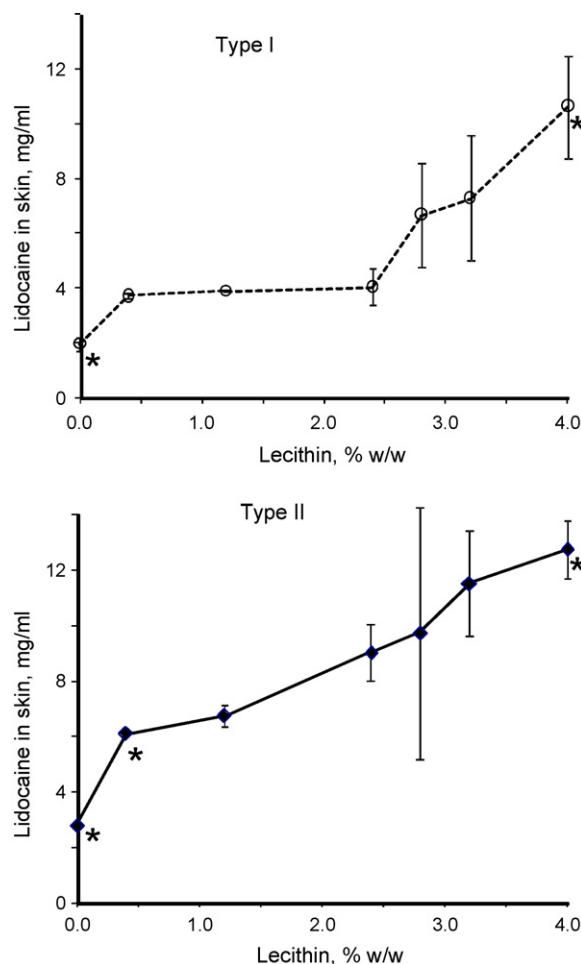 Type I
12
8
4
0
Lidocaine in skin, mg/ml
*
*
0.0 1.0 2.0 3.0 4.0
Lecithin, % w/w
Type II
12
8
4
0
Lidocaine in skin, mg/ml
*
*
*
0.0 1.0 2.0 3.0 4.0
Lecithin, % w/w